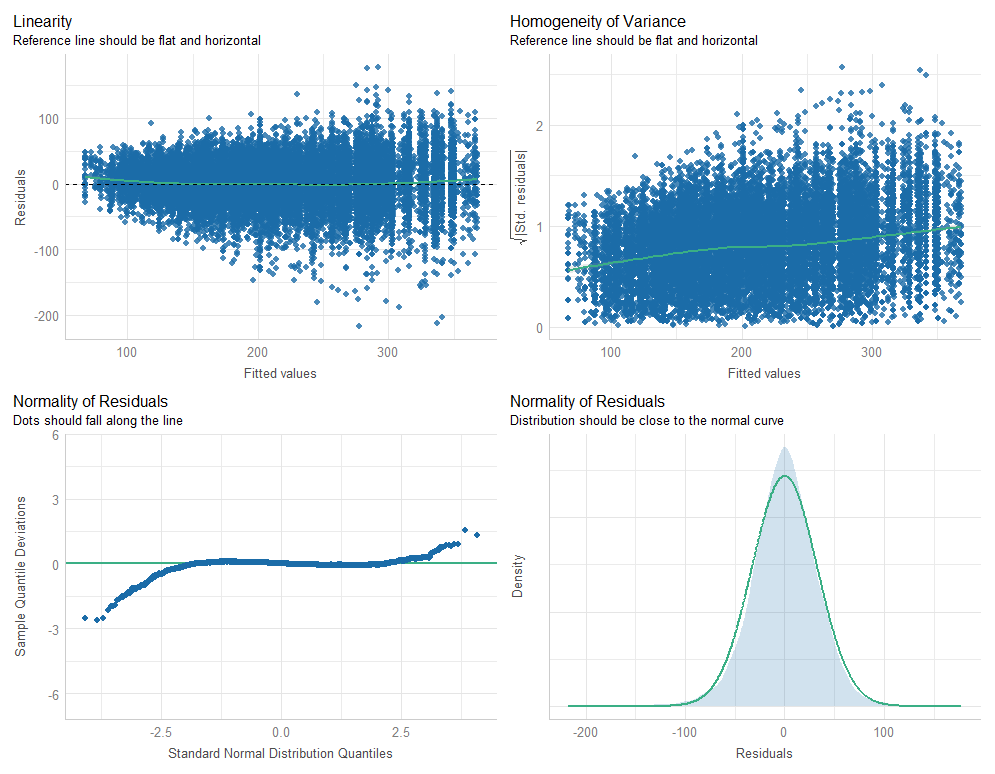 Linearity
Reference line should be flat and horizontal
100
0
-100
-200
Residuals
100
200
300
Fitted values
Homogeneity of Variance
Reference line should be flat and horizontal
2
1
0
√|Std. residuals|
100
200
300
Fitted values
Normality of Residuals
Dots should fall along the line
6
3
0
-3
-6
Sample Quantile Deviations
-2.5
0.0
2.5
Standard Normal Distribution Quantiles
Normality of Residuals
Distribution should be close to the normal curve
Density
-200
-100
0
100
Residuals